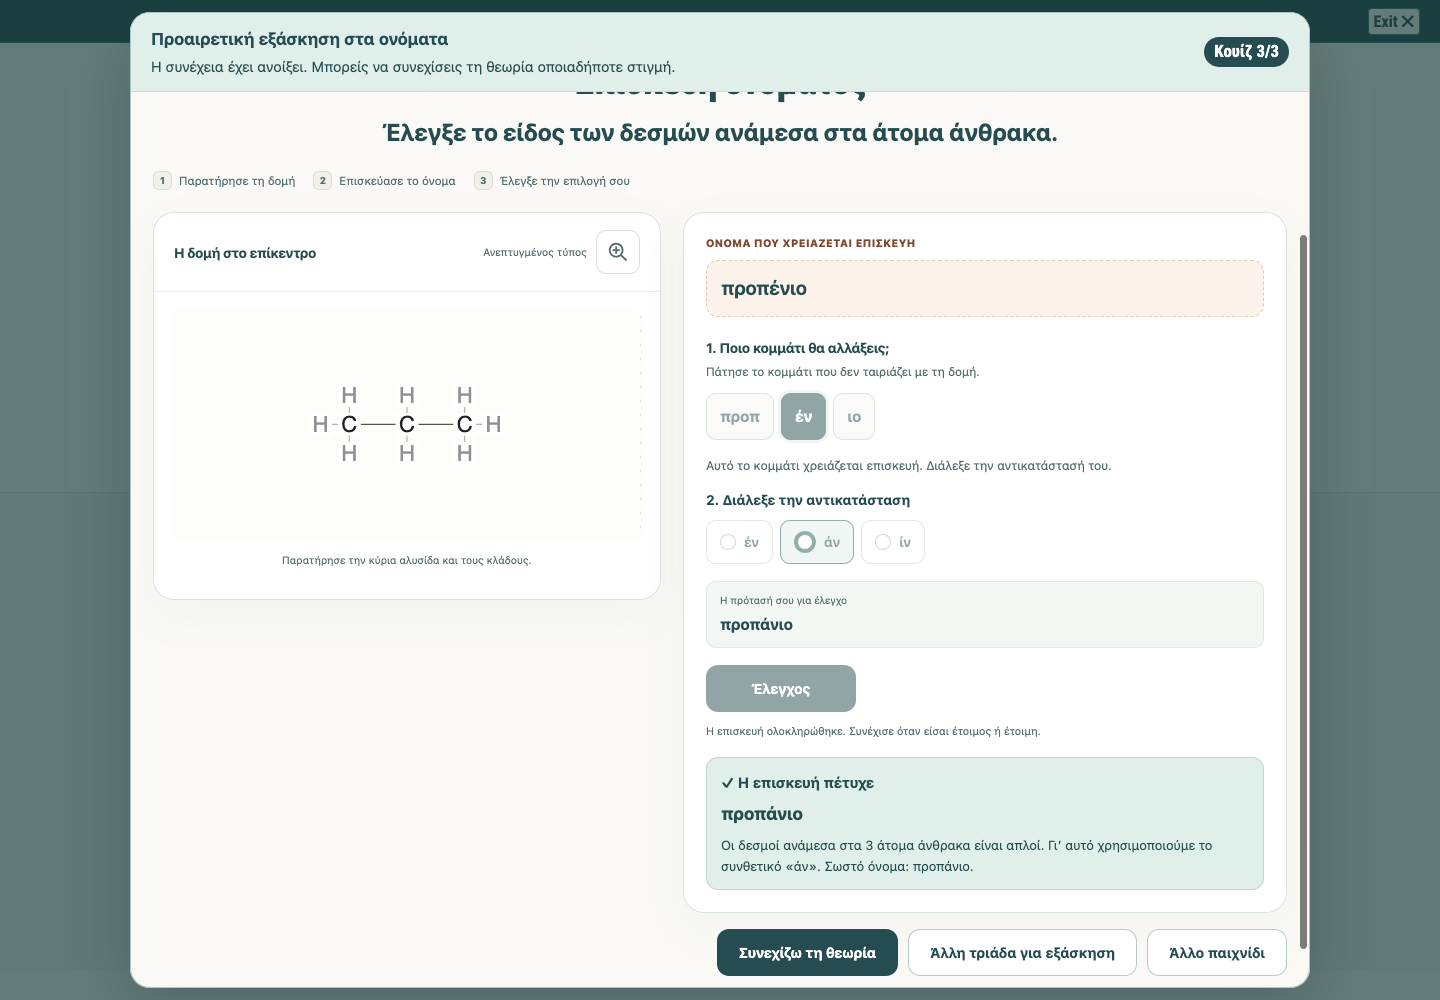 Exit ✕
Προαιρετική εξάσκηση στα ονόματα
Η συνέχεια έχει ανοίξει. Μπορείς να συνεχίσεις τη θεωρία οποιαδήποτε στιγμή.
Κουίζ 3/3
Έλεγξε το είδος των δεσμών ανάμεσα στα άτομα άνθρακα.
1 Παρατήρησε τη δομή 2 Επισκεύασε το όνομα 3 Έλεγξε την επιλογή σου
Η δομή στο επίκεντρο
Ανεπτυγμένος τύπος
H H H
H C C C H
H H H
Παρατήρησε την κύρια αλυσίδα και τους κλάδους.
ΟΝΟΜΑ ΠΟΥ ΧΡΕΙΑΖΕΤΑΙ ΕΠΙΣΚΕΥΗ
προπένιο
1. Ποιο κομμάτι θα αλλάξεις;
Πάτησε το κομμάτι που δεν ταιριάζει με τη δομή.
προπ έν ιο
Αυτό το κομμάτι χρειάζεται επισκευή. Διάλεξε την αντικατάστασή του.
2. Διάλεξε την αντικατάσταση
έν άν ίν
Η πρότασή σου για έλεγχο
προπάνιο
Έλεγχος
Η επισκευή ολοκληρώθηκε. Συνέχισε όταν είσαι έτοιμος ή έτοιμη.
✓ Η επισκευή πέτυχε
προπάνιο
Οι δεσμοί ανάμεσα στα 3 άτομα άνθρακα είναι απλοί. Γι’ αυτό χρησιμοποιούμε το
συνθετικό «άν». Σωστό όνομα: προπάνιο.
Συνεχίζω τη θεωρία
Άλλη τριάδα για εξάσκηση
Άλλο παιχνίδι